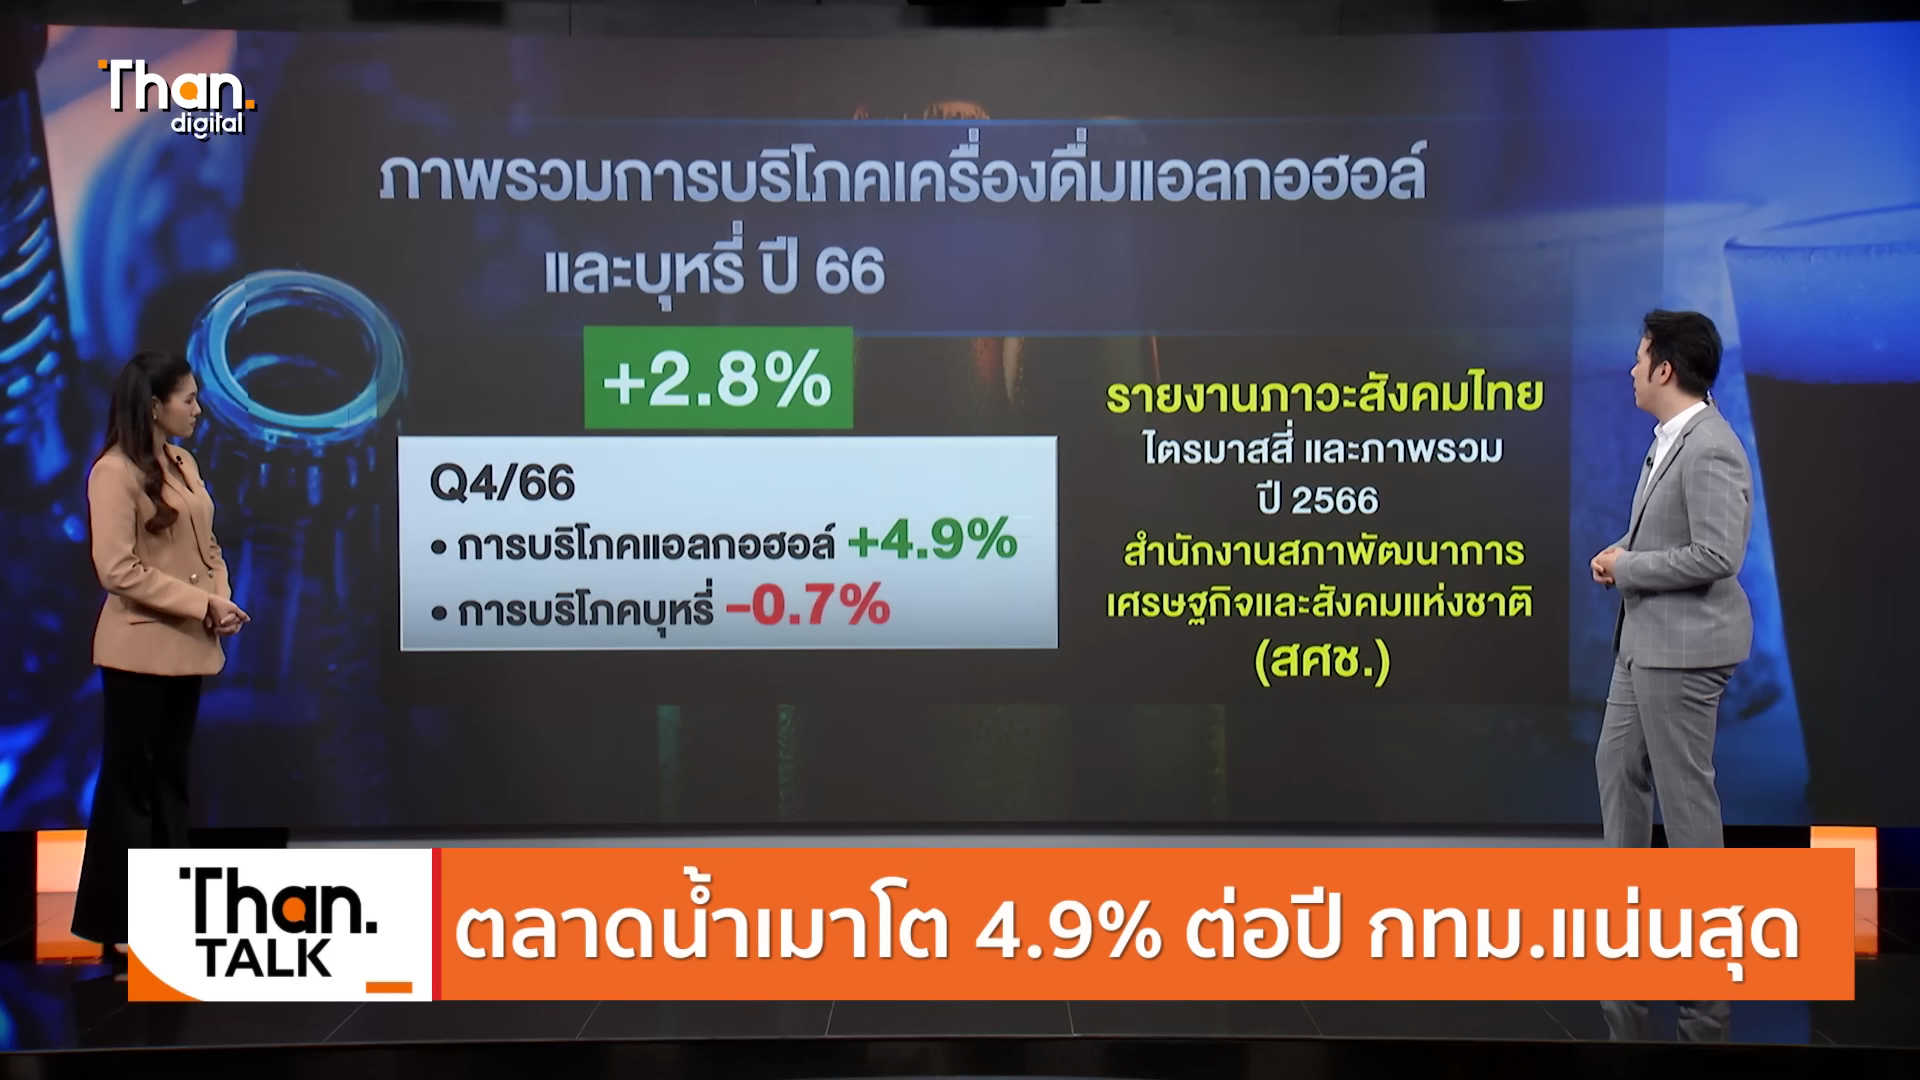 Than.
digital
ภาพรวมการบริโภคเครื่องดื่มแอลกอฮอล์
และบุหรี่ ปี 66
+2.8%
Q4/66
• การบริโภคแอลกอฮอล์ +4.9%
• การบริโภคบุหรี่ -0.7%
รายงานภาวะสังคมไทย
ไตรมาสสี่ และภาพรวม
ปี 2566
สำนักงานสภาพัฒนาการ
เศรษฐกิจและสังคมแห่งชาติ
(สศช.)
Than.
TALK
ตลาดน้ำเมาโต 4.9% ต่อปี กทม.แน่นสุด